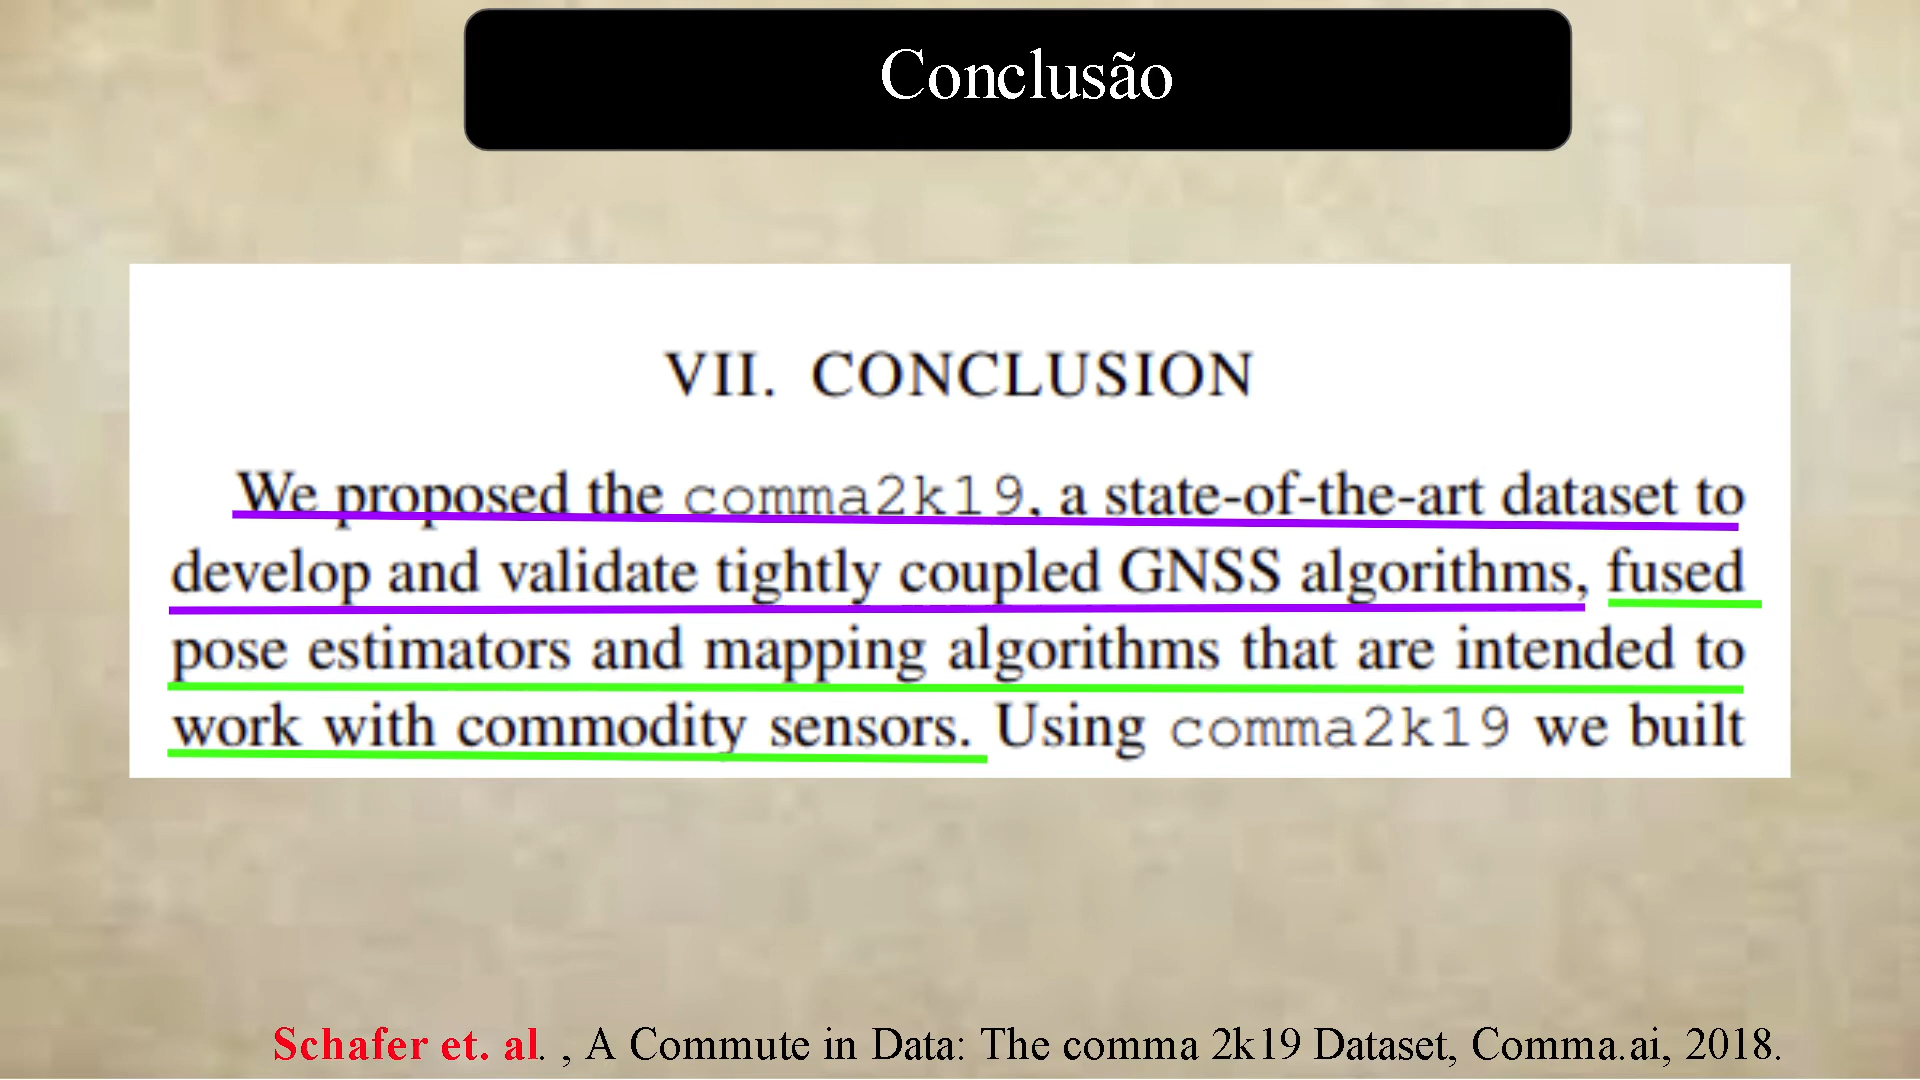 Conclusão
VII. CONCLUSION
We proposed the comma2k19, a state-of-the-art dataset to
develop and validate tightly coupled GNSS algorithms, fused
pose estimators and mapping algorithms that are intended to
work with commodity sensors. Using comma2k19 we built
Schafer et. al. , A Commute in Data: The comma 2k19 Dataset, Comma.ai, 2018.